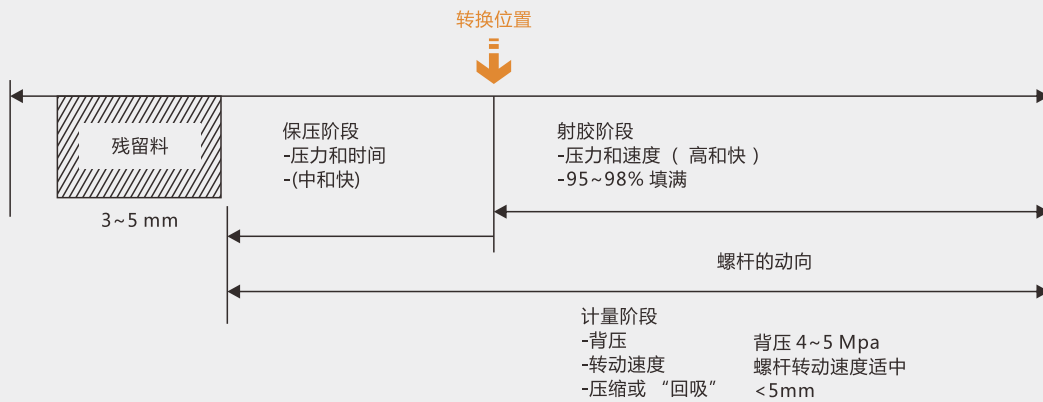 转换位置
残留料
3~5 mm
保压阶段
-压力和时间
-(中和快)
射胶阶段
-压力和速度 ( 高和快 )
-95~98% 填满
螺杆的动向
计量阶段
-背压
-转动速度
-压缩或 “回吸”
背压 4~5 Mpa
螺杆转动速度适中
<5mm